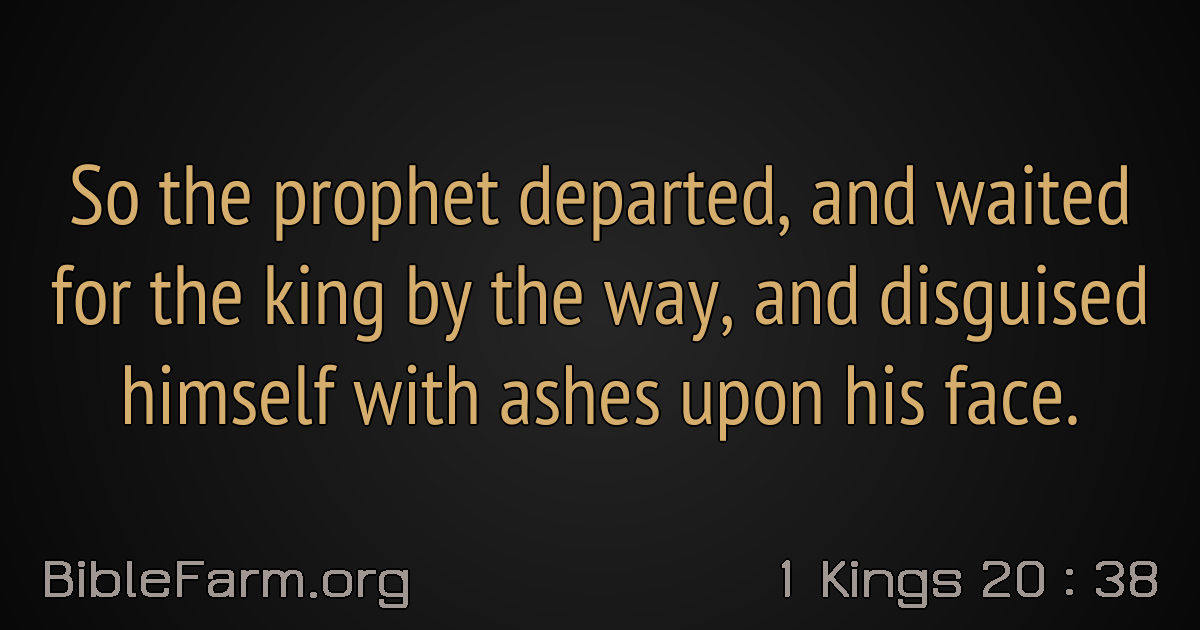 So the prophet departed, and waited
for the king by the way, and disguised
himself with ashes upon his face.
BibleFarm.org
1 Kings 20 : 38